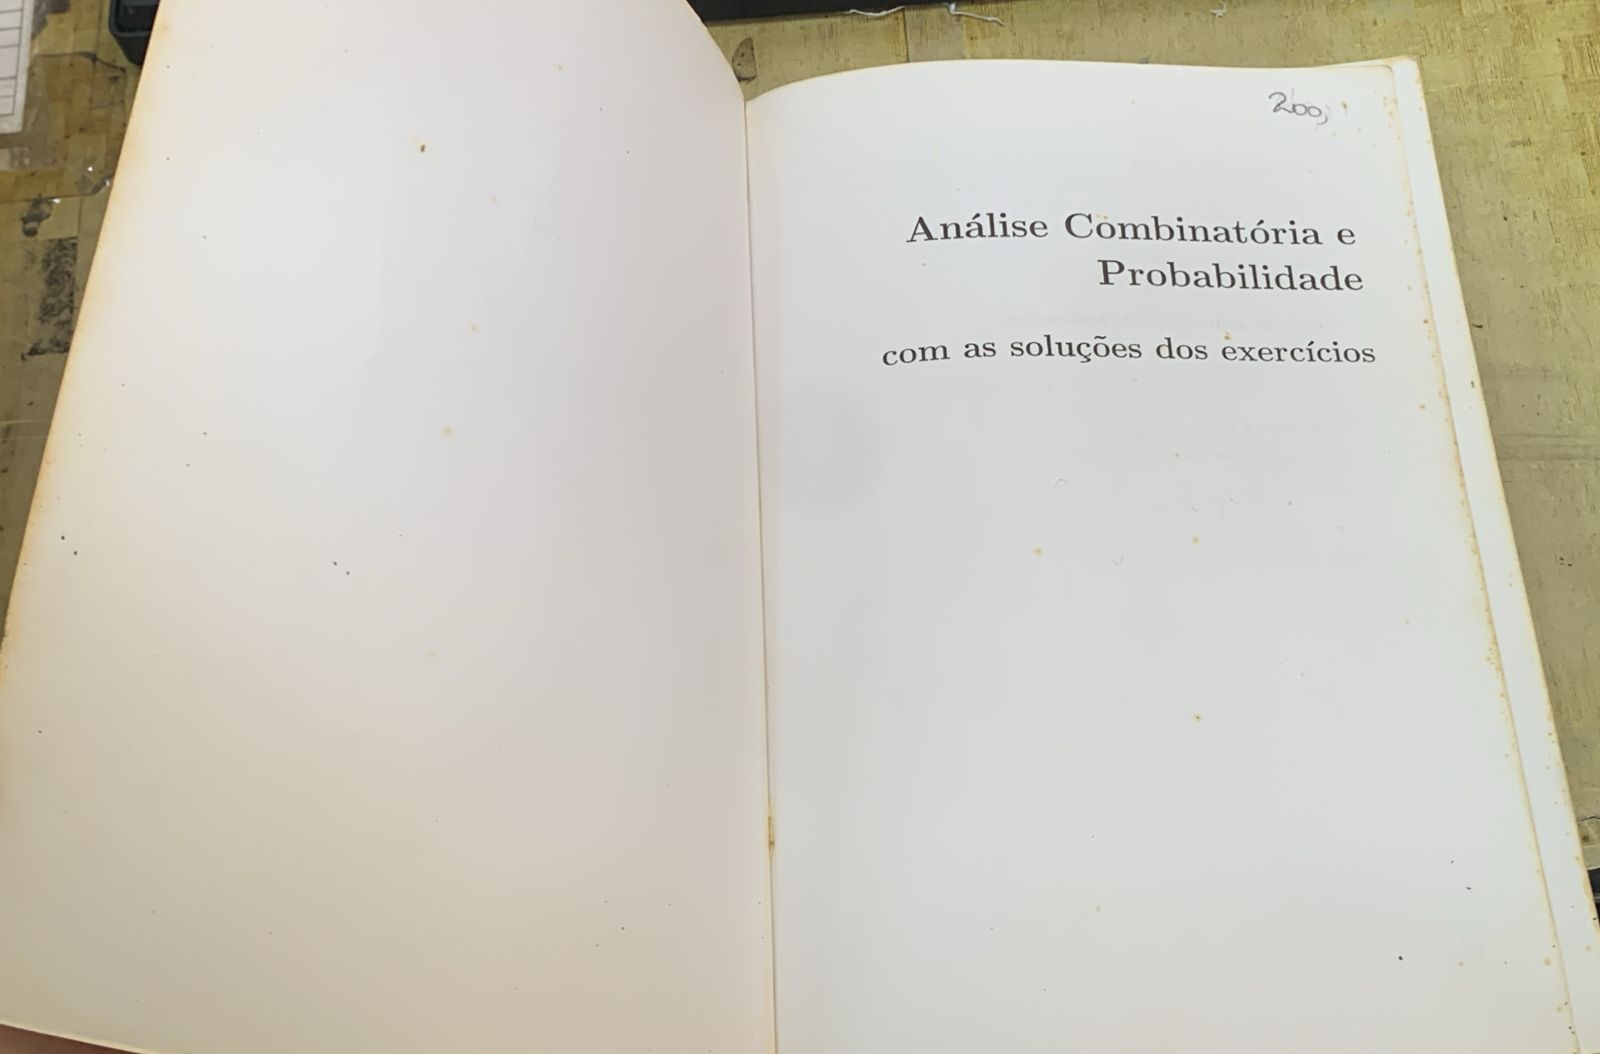 200,
Análise Combinatória e
Probabilidade
com as soluções dos exercícios